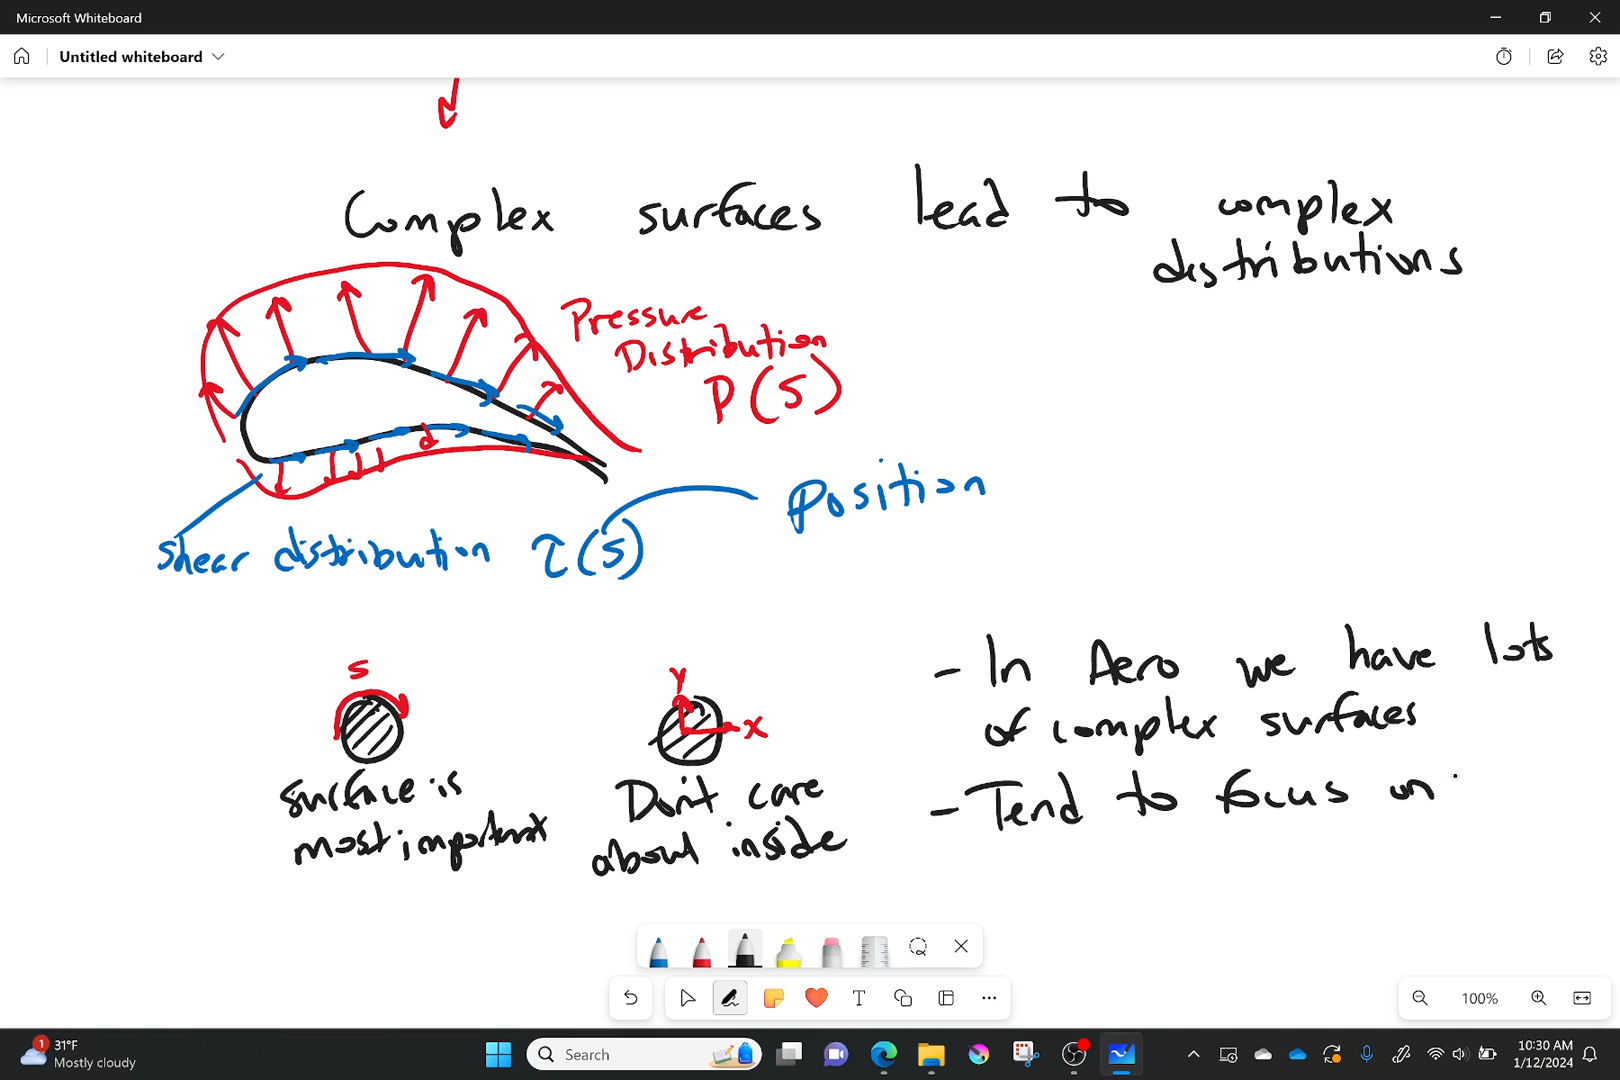 Microsoft Whiteboard
Untitled whiteboard
Complex surfaces lead to complex
distributions
Pressure
Distribution
P(S)
Position
Shear distribution τ(S)
S
surface is
most important
Y
X
Don't care
about inside
- In Aero we have lots
of complex surfaces
- Tend to focus on
100%
1
31°F
Mostly cloudy
Search
10:30 AM
1/12/2024